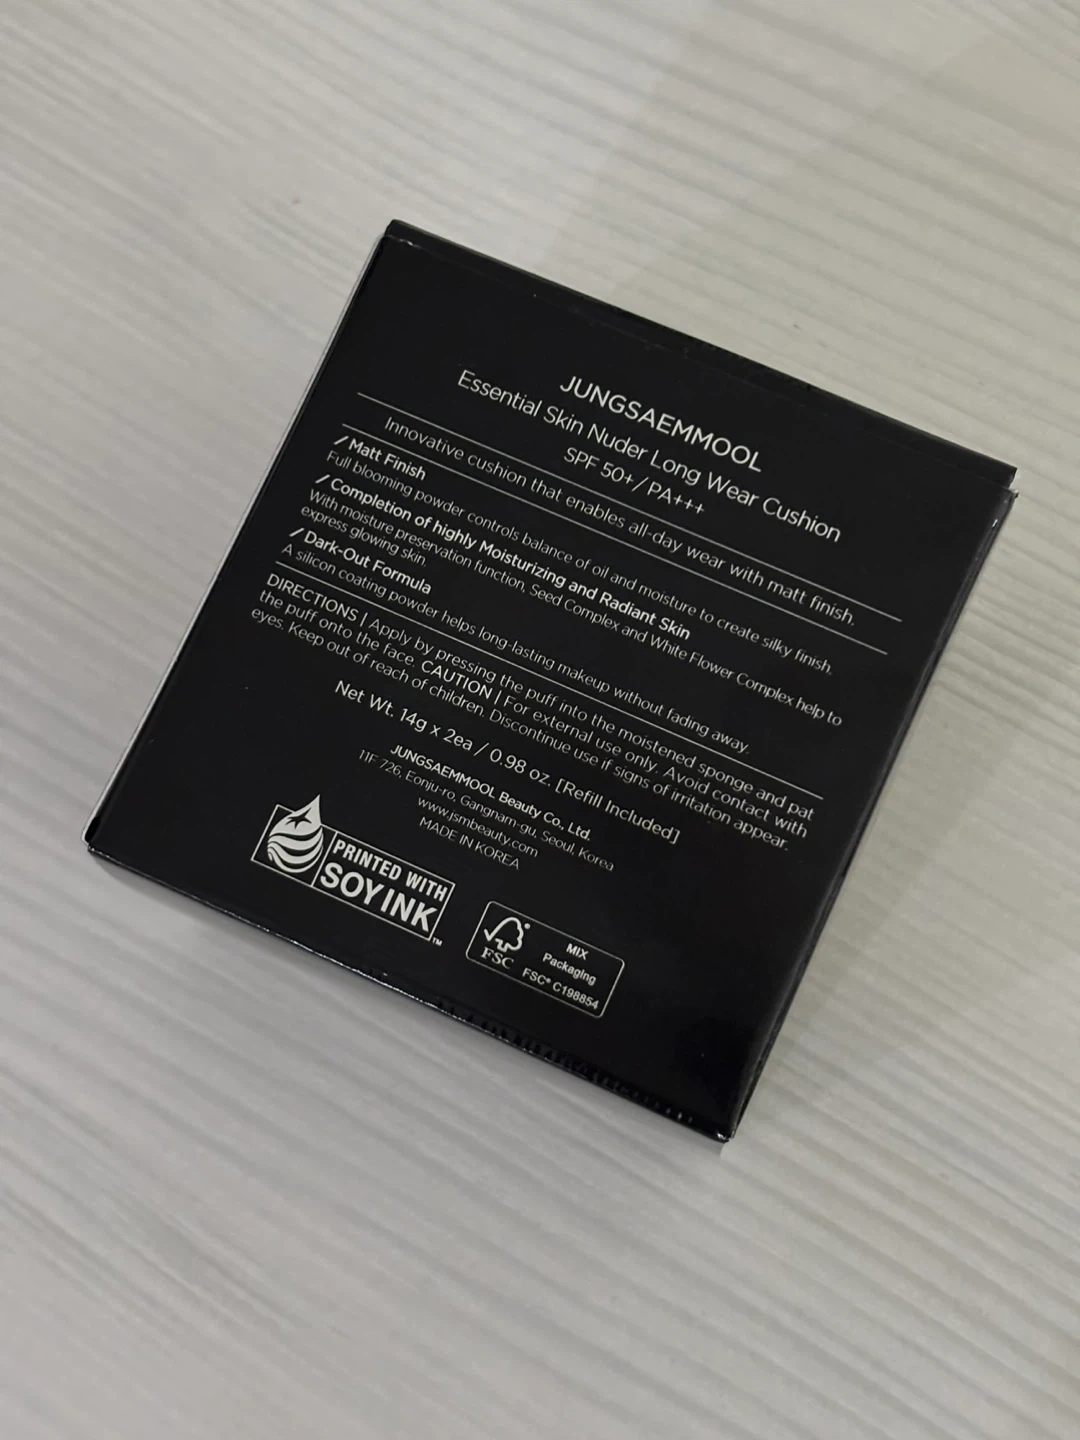 JUNGSAEMMOOL
Essential Skin Nuder Long Wear Cushion
SPF 50+/PA+++
Innovative cushion that enables all-day wear with matt finish.
/ Matt Finish
Full blooming powder controls balance of oil and moisture to create silky finish.
/ Completion of highly Moisturizing and Radiant Skin
With moisture preservation function, Seed Complex and White Flower Complex help to
express glowing skin.
/ Dark-Out Formula
A silicon coating powder helps long-lasting makeup without fading away.
DIRECTIONS | Apply by pressing the puff into the moistened sponge and pat
the puff onto the face. CAUTION | For external use only. Avoid contact with
eyes. Keep out of reach of children. Discontinue use if signs of irritation appear.
Net Wt. 14g x 2ea / 0.98 oz. [Refill Included]
JUNGSAEMMOOL Beauty Co., Ltd.
11F 726, Eonju-ro, Gangnam-gu, Seoul, Korea
www.jsmbeauty.com
MADE IN KOREA
PRINTED WITH
SOY INK™
FSC
MIX
Packaging
FSC® C198854